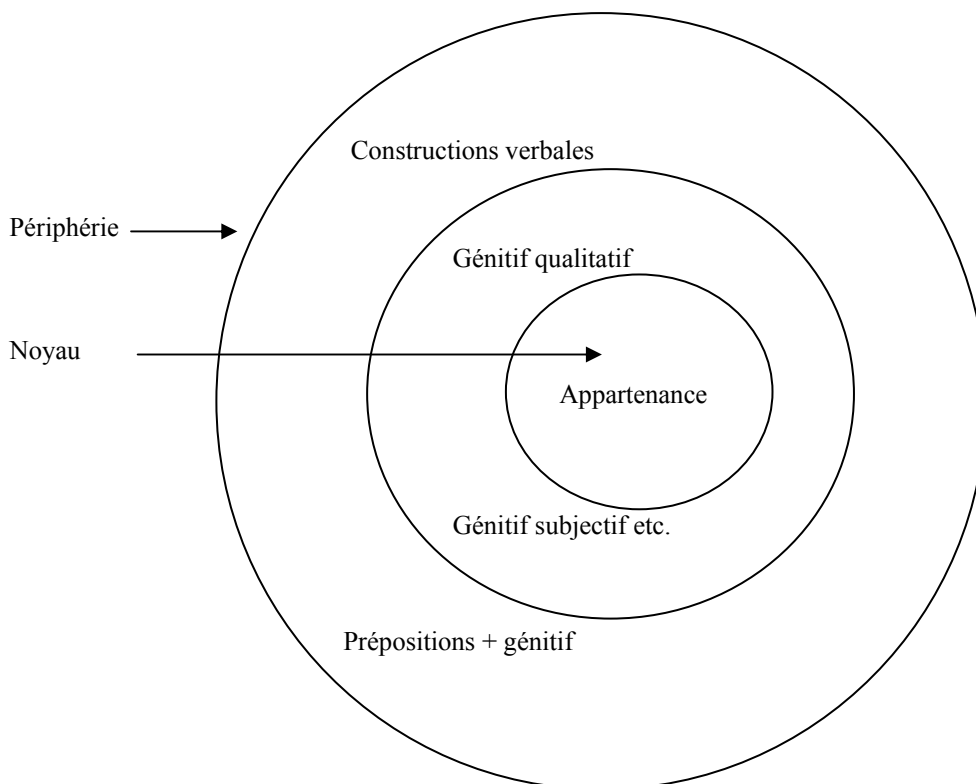 Constructions verbales
Périphérie
Génitif qualitatif
Noyau
Appartenance
Génitif subjectif etc.
Prépositions + génitif